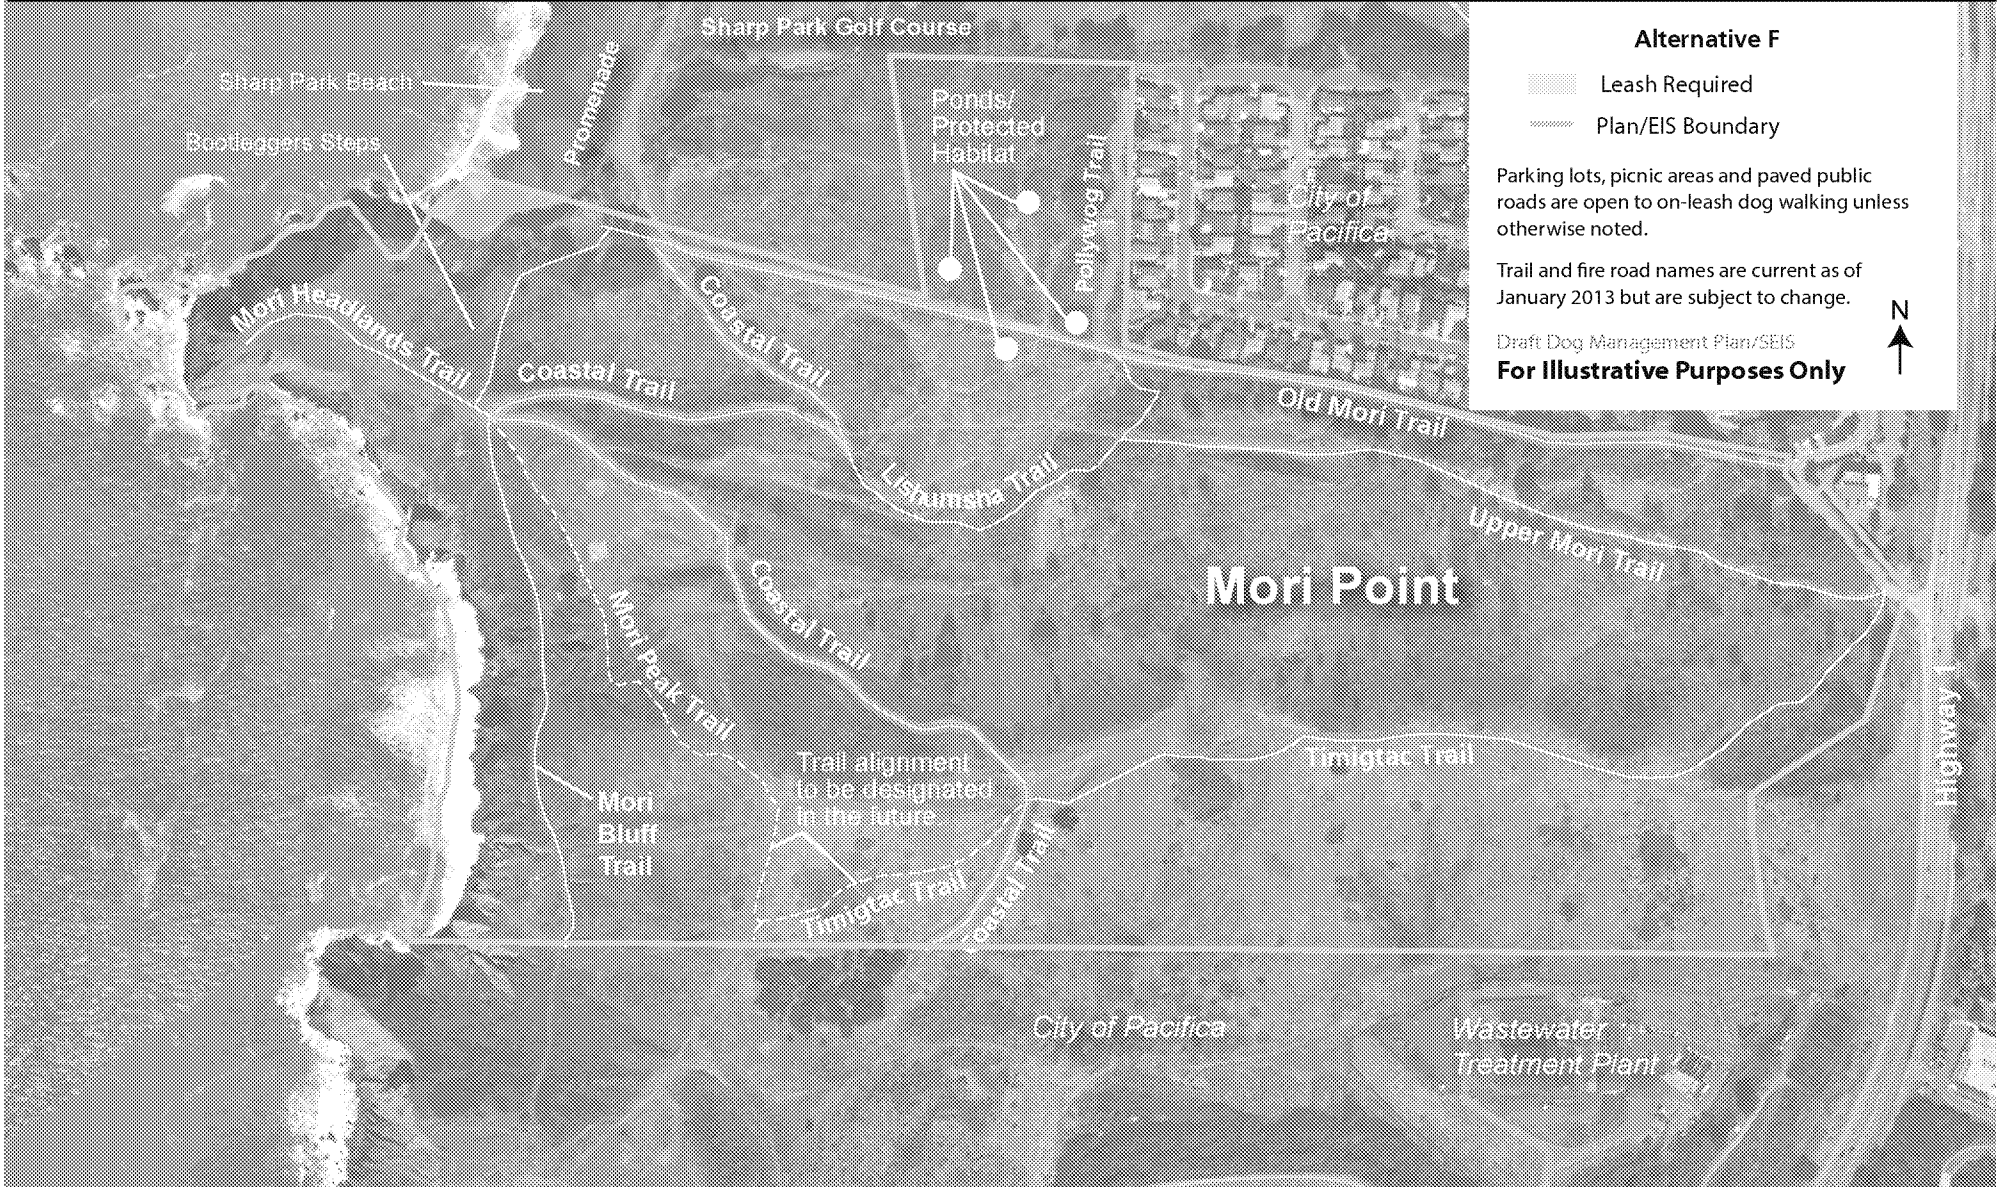 Sharp Park Golf Course
Sharp Park Beach
Promenade
Bootleggers Steps
Ponds/
Protected
Habitat
Pollywog Trail
City of
Pacifica
Mori Headlands Trail
Coastal Trail
Coastal Trail
Old Mori Trail
Lishumsha Trail
Upper Mori Trail
Mori Point
Coastal Trail
Mori Peak Trail
Highway 1
Timigtac Trail
Trail alignment
to be designated
in the future
Mori
Bluff
Trail
Timigtac Trail
Coastal Trail
City of Pacifica
Wastewater
Treatment Plant
Alternative F
Leash Required
Plan/EIS Boundary
Parking lots, picnic areas and paved public
roads are open to on-leash dog walking unless
otherwise noted.
Trail and fire road names are current as of
January 2013 but are subject to change.
N
Draft Dog Management Plan/SEIS
For Illustrative Purposes Only